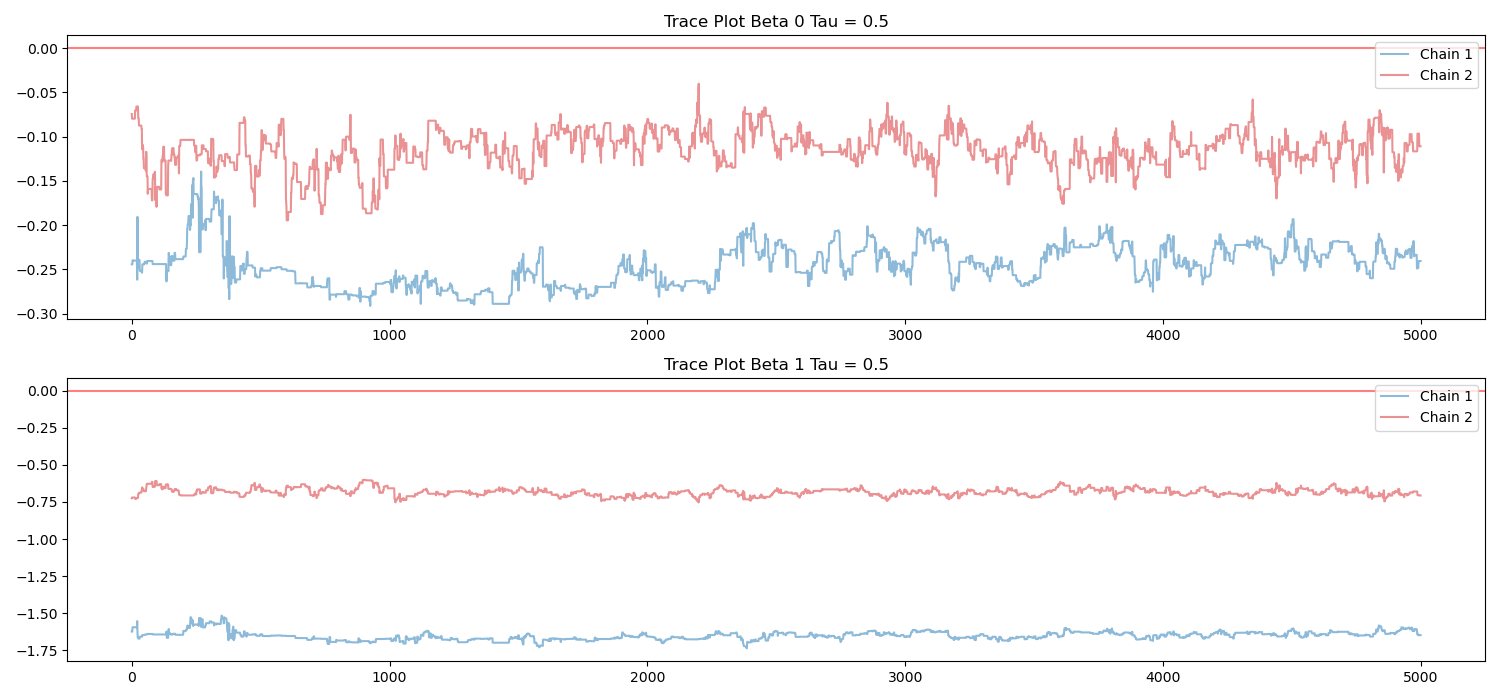 Trace Plot Beta 0 Tau = 0.5
0.00
−0.05
−0.10
−0.15
−0.20
−0.25
−0.30
Chain 1
Chain 2
0 1000 2000 3000 4000 5000
Trace Plot Beta 1 Tau = 0.5
0.00
−0.25
−0.50
−0.75
−1.00
−1.25
−1.50
−1.75
Chain 1
Chain 2
0 1000 2000 3000 4000 5000